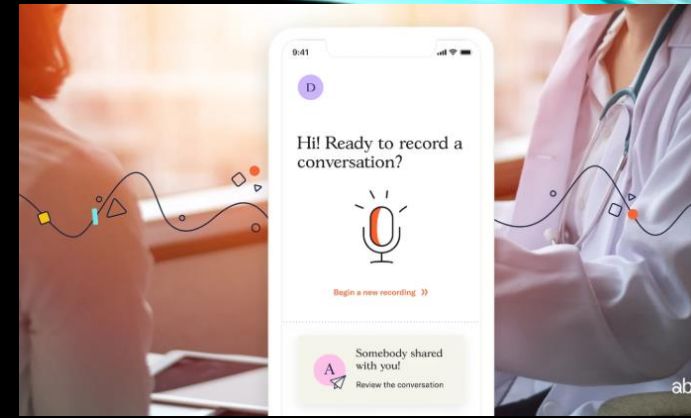 9:41
D
Hi! Ready to record a
conversation?
Begin a new recording »
A
Somebody shared
with you!
Review the conversation
ab